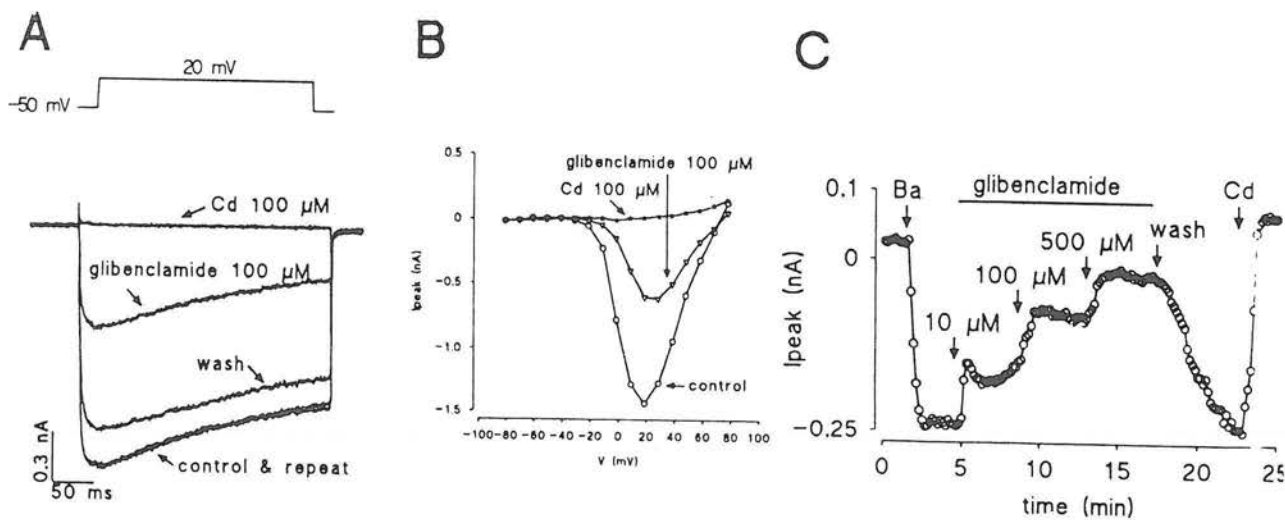 A
20 mV
−50 mV
Cd 100 μM
glibenclamide 100 μM
wash
control & repeat
0.3 nA
50 ms
B
0.5
glibenclamide 100 μM
Cd 100 μM
0
−0.5
−1.0
−1.5
Ipeak (nA)
control
−100 −80 −60 −40 −20 0 20 40 60 80 100
V (mV)
C
0.1
Ba
glibenclamide
Cd
wash
500 μM
0
100 μM
10 μM
Ipeak (nA)
−0.25
0 5 10 15 20 25
time (min)